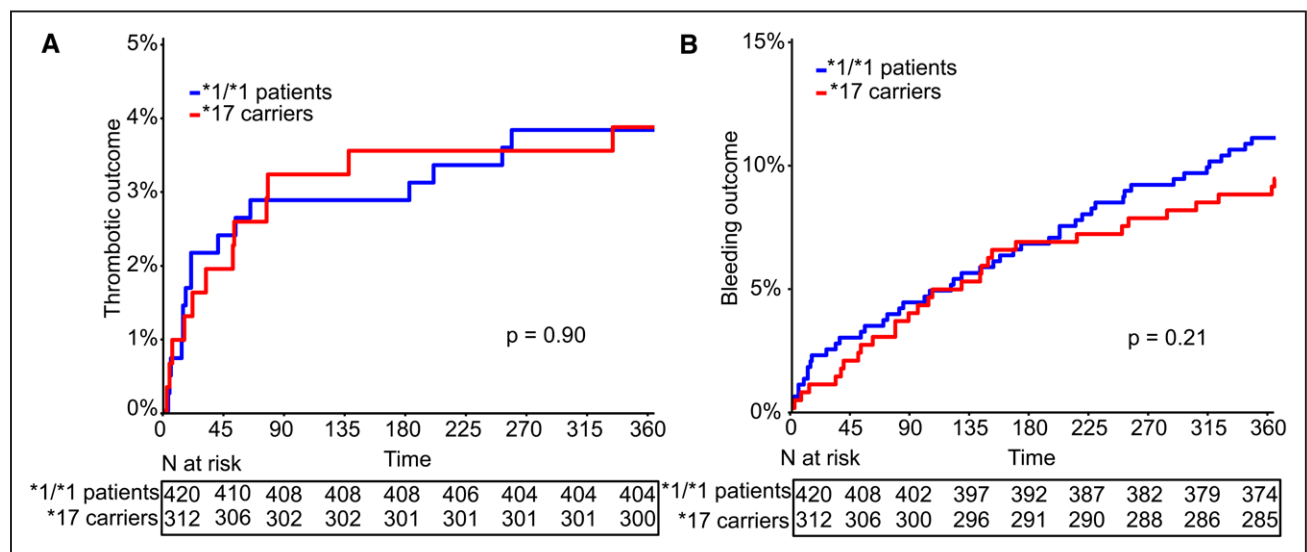 A
5%
4%
3%
2%
1%
0%
Thrombotic outcome
*1/*1 patients
*17 carriers
p = 0.90
0 45 90 135 180 225 270 315 360
N at risk
Time
*1/*1 patients 420 410 408 408 408 406 404 404 404
*17 carriers 312 306 302 302 301 301 301 301 300
B
15%
10%
5%
0%
Bleeding outcome
*1/*1 patients
*17 carriers
p = 0.21
0 45 90 135 180 225 270 315 360
N at risk
Time
*1/*1 patients 420 408 402 397 392 387 382 379 374
*17 carriers 312 306 300 296 291 290 288 286 285